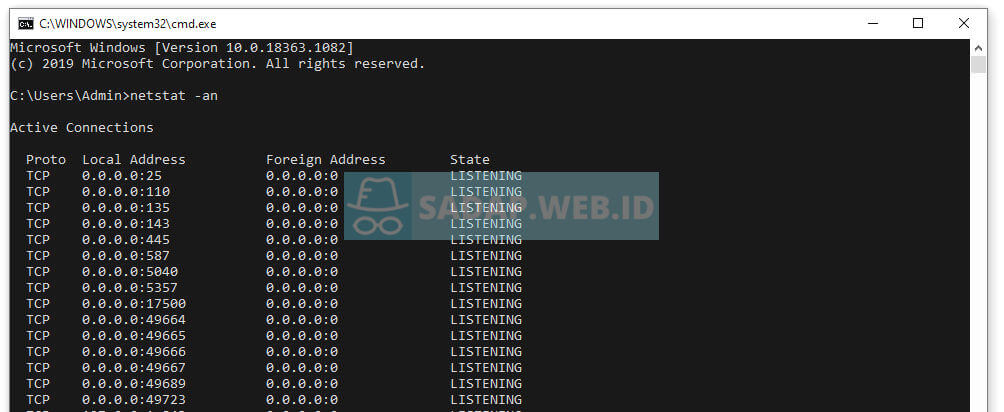 C:\WINDOWS\system32\cmd.exe
Microsoft Windows [Version 10.0.18363.1082]
(c) 2019 Microsoft Corporation. All rights reserved.
C:\Users\Admin>netstat -an
Active Connections
Proto Local Address Foreign Address State
TCP 0.0.0.0:25 0.0.0.0:0 LISTENING
TCP 0.0.0.0:110 0.0.0.0:0 LISTENING
TCP 0.0.0.0:135 0.0.0.0:0 LISTENING
TCP 0.0.0.0:143 0.0.0.0:0 LISTENING
TCP 0.0.0.0:445 0.0.0.0:0 LISTENING
TCP 0.0.0.0:587 0.0.0.0:0 LISTENING
TCP 0.0.0.0:5040 0.0.0.0:0 LISTENING
TCP 0.0.0.0:5357 0.0.0.0:0 LISTENING
TCP 0.0.0.0:17500 0.0.0.0:0 LISTENING
TCP 0.0.0.0:49664 0.0.0.0:0 LISTENING
TCP 0.0.0.0:49665 0.0.0.0:0 LISTENING
TCP 0.0.0.0:49666 0.0.0.0:0 LISTENING
TCP 0.0.0.0:49667 0.0.0.0:0 LISTENING
TCP 0.0.0.0:49689 0.0.0.0:0 LISTENING
TCP 0.0.0.0:49723 0.0.0.0:0 LISTENING
SADAP.WEB.ID